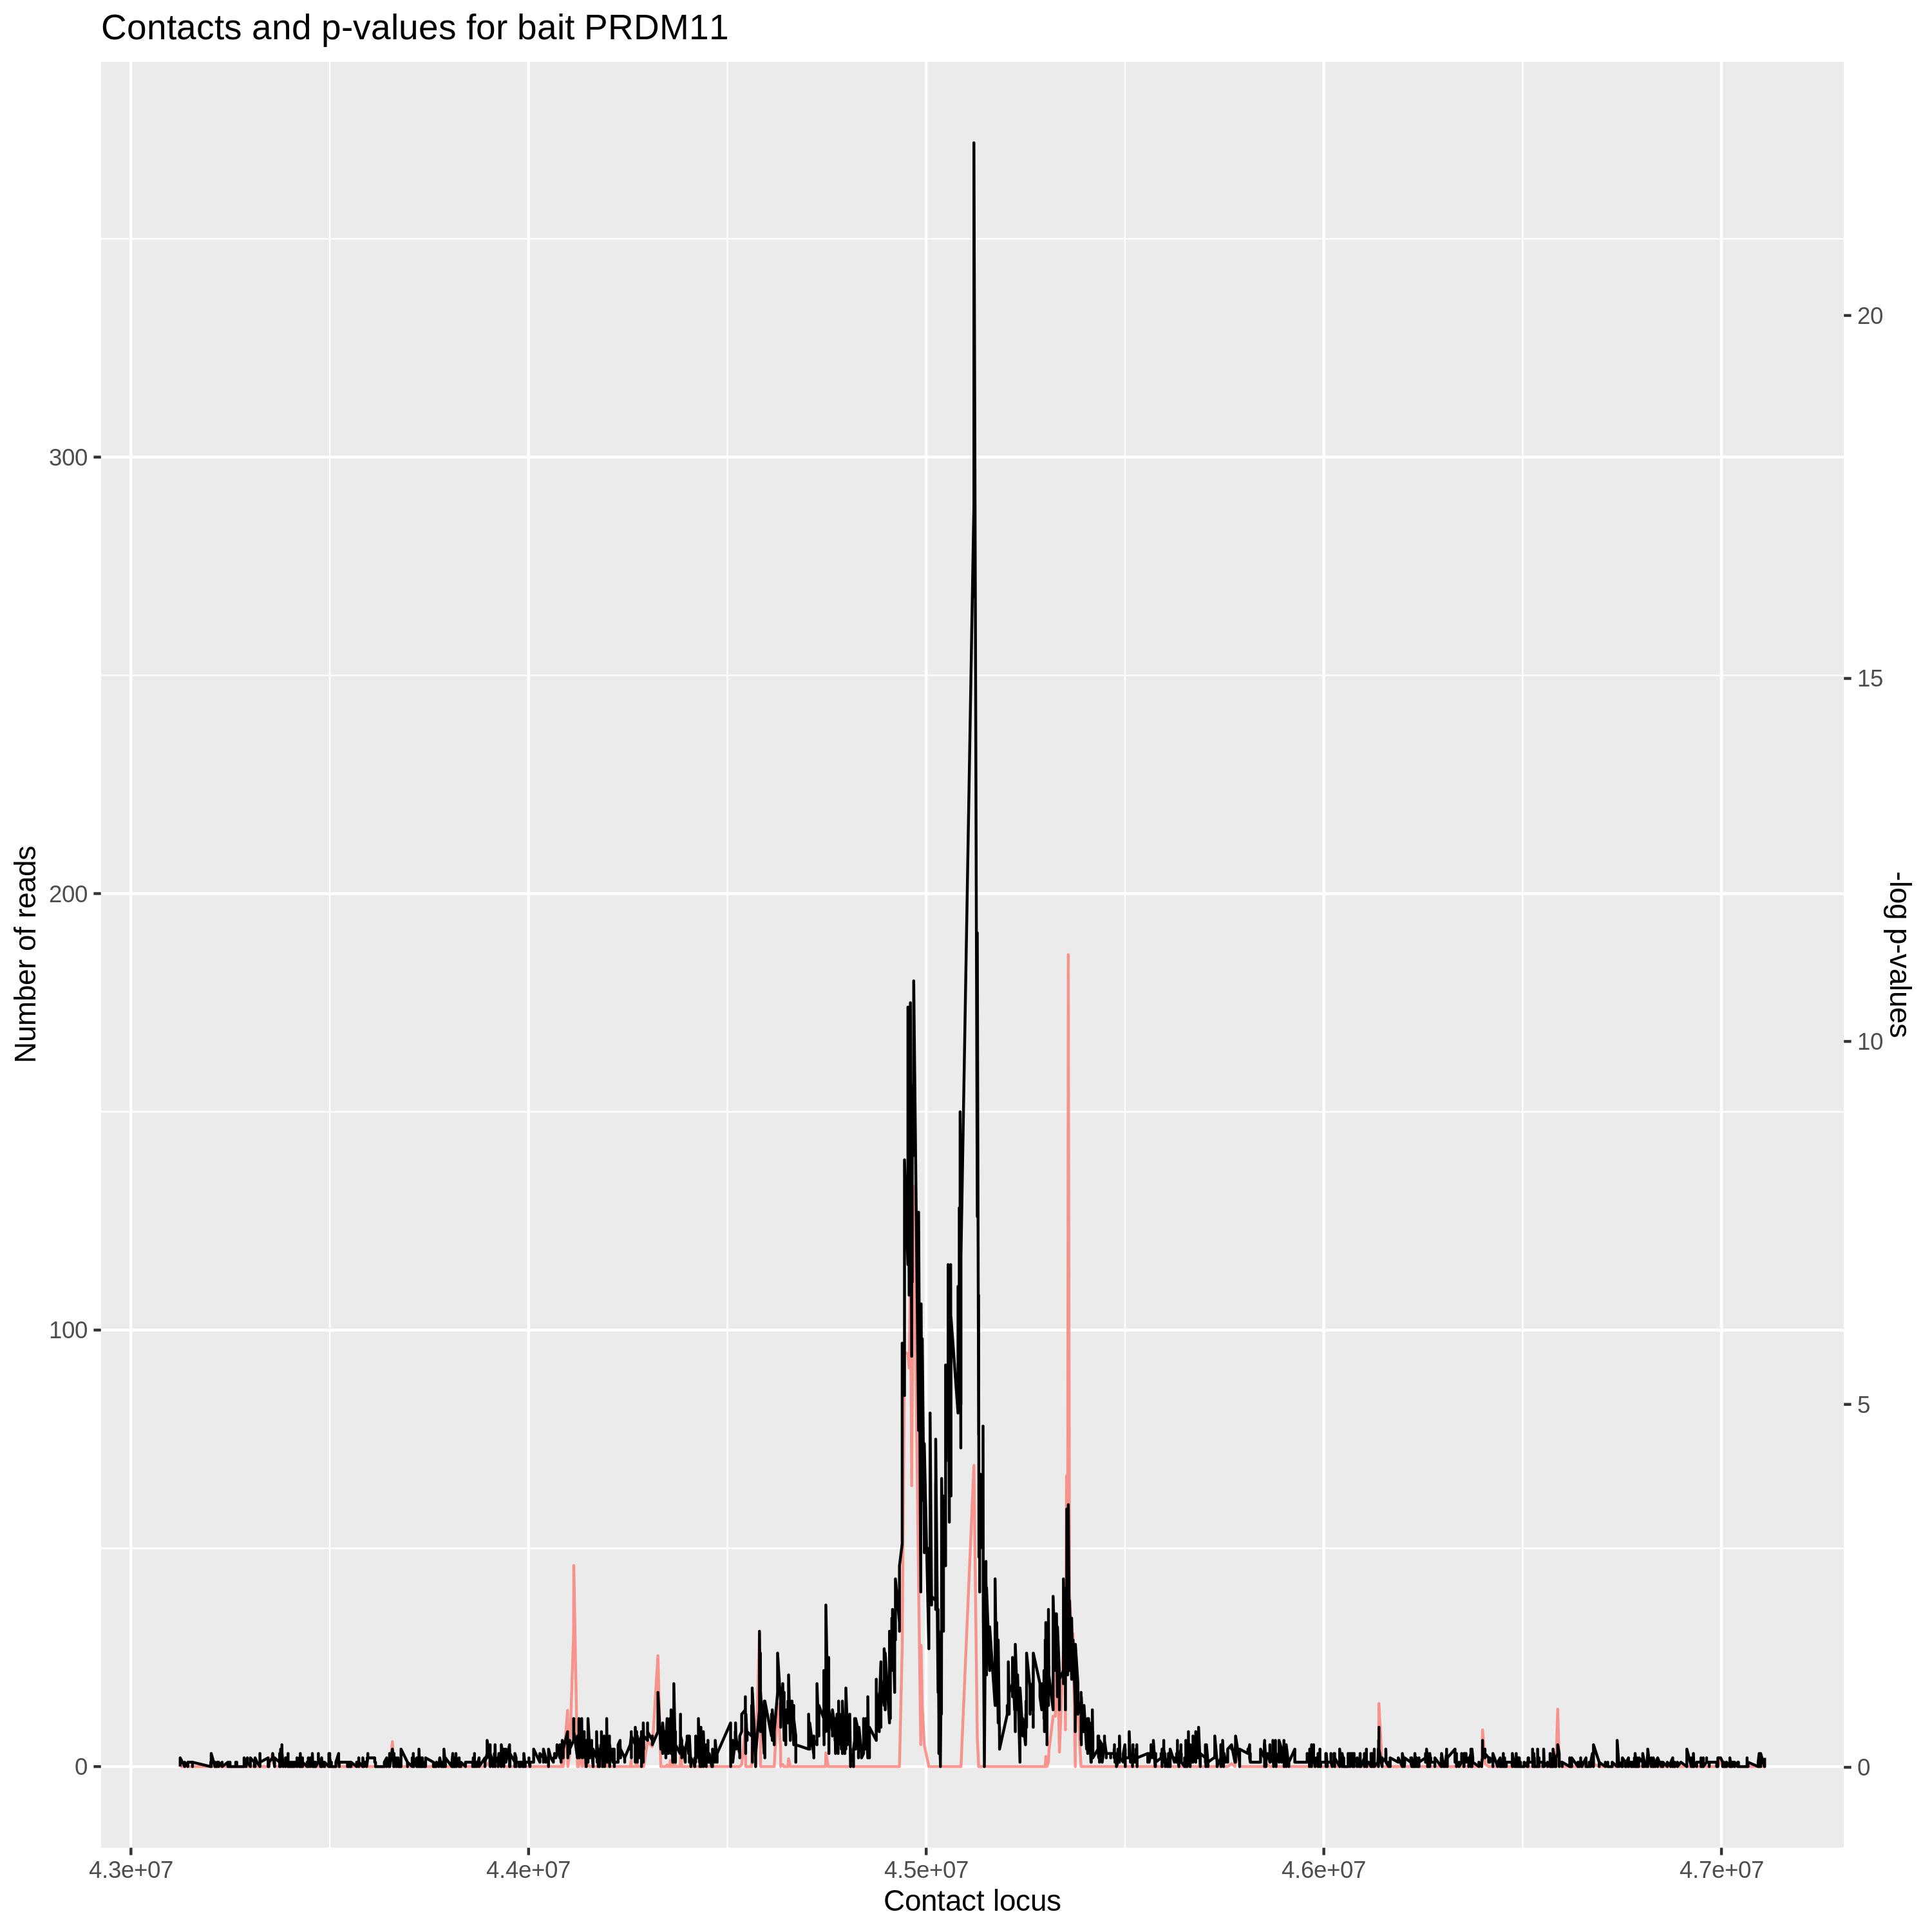 Contacts and p-values for bait PRDM11
Number of reads
300
200
100
0
20
15
10
5
0
-log p-values
4.3e+07
4.4e+07
4.5e+07
4.6e+07
4.7e+07
Contact locus